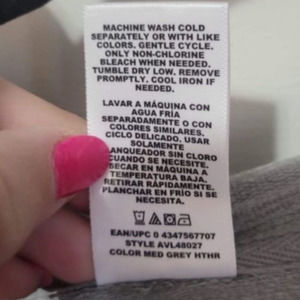 MACHINE WASH COLD
SEPARATELY OR WITH LIKE
COLORS. GENTLE CYCLE.
ONLY NON-CHLORINE
BLEACH WHEN NEEDED.
TUMBLE DRY LOW. REMOVE
PROMPTLY. COOL IRON IF
NEEDED.
LAVAR A MÁQUINA CON
AGUA FRÍA
SEPARADAMENTE O CON
COLORES SIMILARES.
CICLO DELICADO. USAR
SOLAMENTE
LANQUEADOR SIN CLORO
CUANDO SE NECESITE.
SECAR EN MÁQUINA A
TEMPERATURA BAJA.
RETIRAR RÁPIDAMENTE.
PLANCHAR EN FRÍO SI SE
NECESITA.
EAN/UPC 0 4347567707
STYLE AVL48027
COLOR MED GREY HTHR